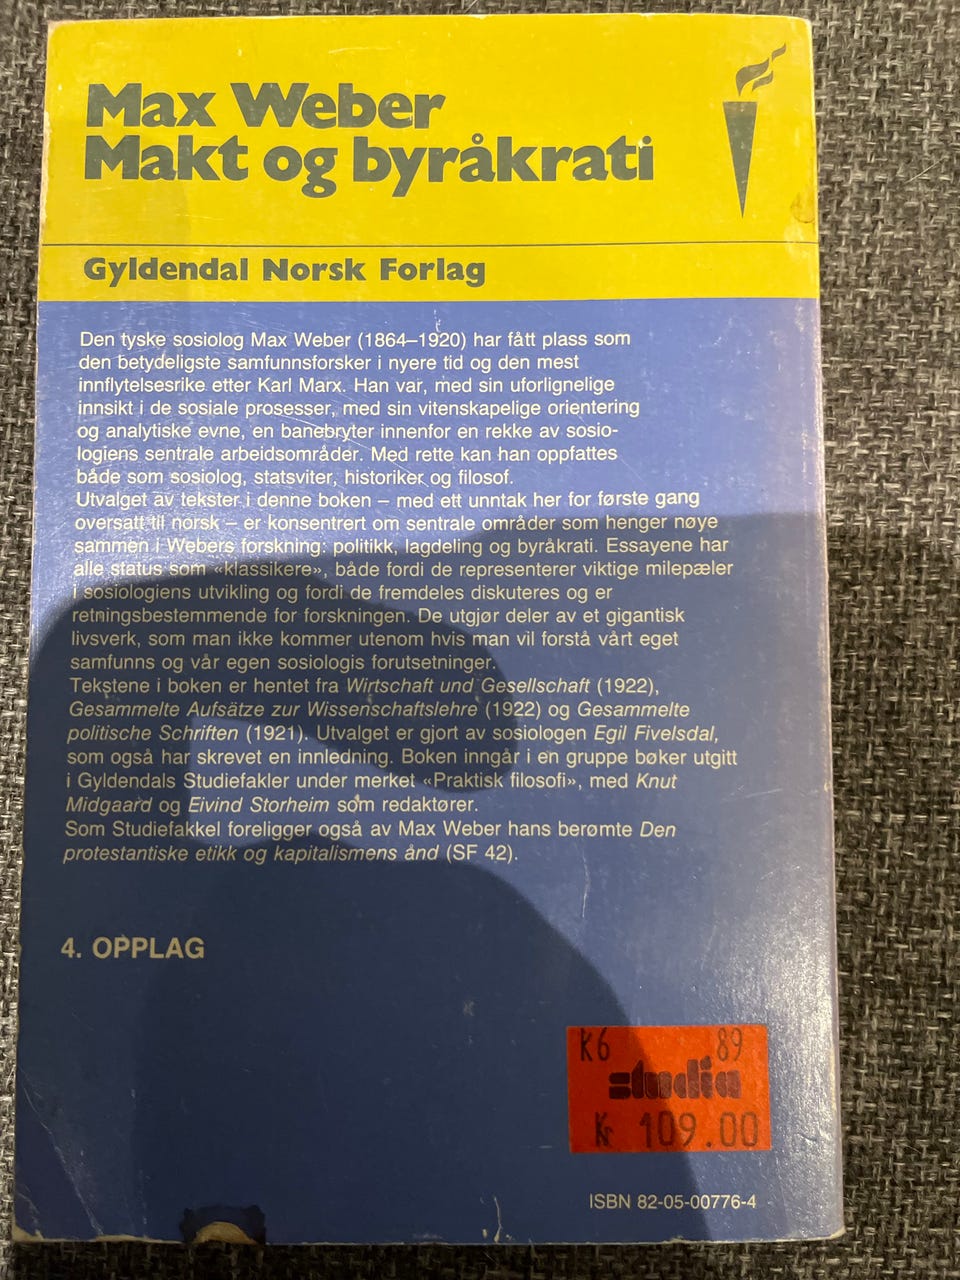 Max Weber
Makt og byråkrati
Gyldendal Norsk Forlag
Den tyske sosiolog Max Weber (1864–1920) har fått plass som
den betydeligste samfunnsforsker i nyere tid og den mest
innflytelsesrike etter Karl Marx. Han var, med sin uforlignelige
innsikt i de sosiale prosesser, med sin vitenskapelige orientering
og analytiske evne, en banebryter innenfor en rekke av sosio-
logiens sentrale arbeidsområder. Med rette kan han oppfattes
både som sosiolog, statsviter, historiker og filosof.
Utvalget av tekster i denne boken – med ett unntak her for første gang
oversatt til norsk – er konsentrert om sentrale områder som henger nøye
sammen i Webers forskning: politikk, lagdeling og byråkrati. Essayene har
alle status som «klassikere», både fordi de representerer viktige milepæler
i sosiologiens utvikling og fordi de fremdeles diskuteres og er
retningsbestemmende for forskningen. De utgjør deler av et gigantisk
livsverk, som man ikke kommer utenom hvis man vil forstå vårt eget
samfunns og vår egen sosiologis forutsetninger.
Tekstene i boken er hentet fra Wirtschaft und Gesellschaft (1922),
Gesammelte Aufsätze zur Wissenschaftslehre (1922) og Gesammelte
politische Schriften (1921). Utvalget er gjort av sosiologen Egil Fivelsdal,
som også har skrevet en innledning. Boken inngår i en gruppe bøker utgitt
i Gyldendals Studiefakler under merket «Praktisk filosofi», med Knut
Midgaard og Eivind Storheim som redaktører.
Som Studiefakkel foreligger også av Max Weber hans berømte Den
protestantiske etikk og kapitalismens ånd (SF 42).
4. OPPLAG
K6 89
studia
Kr 109.00
ISBN 82-05-00776-4